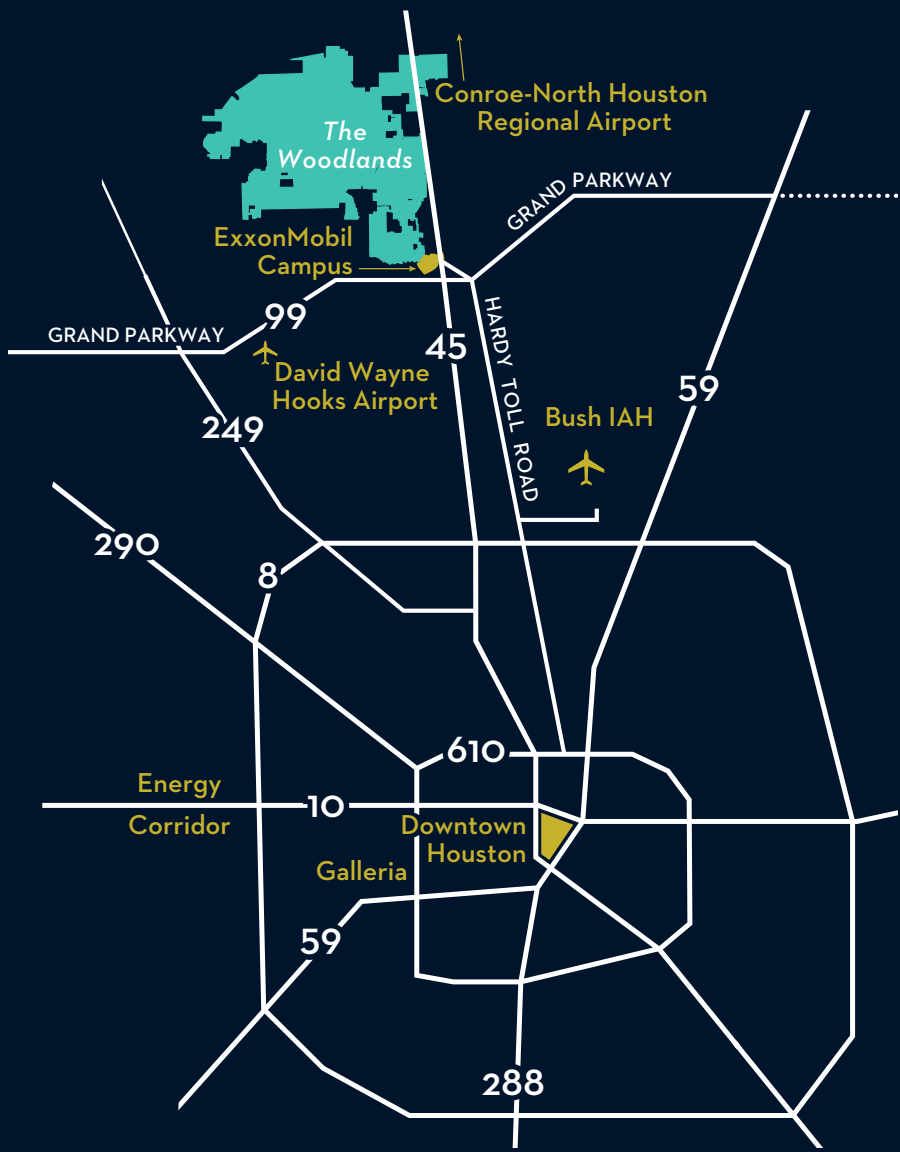 Conroe-North Houston
Regional Airport
The
Woodlands
GRAND PARKWAY
ExxonMobil
Campus
99
GRAND PARKWAY
45
HARDY TOLL ROAD
David Wayne
Hooks Airport
59
249
Bush IAH
290
8
610
Energy
Corridor
10
Downtown
Houston
Galleria
59
288